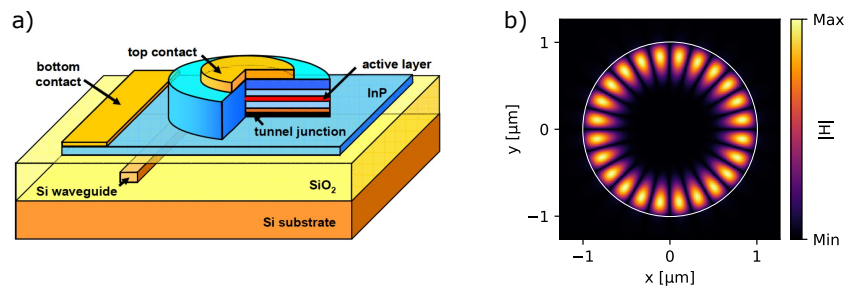 a)
top contact
bottom
contact
active layer
InP
tunnel junction
Si waveguide
SiO₂
Si substrate
b)
1
0
−1
y [µm]
−1
0
1
x [µm]
Max
|H|
Min